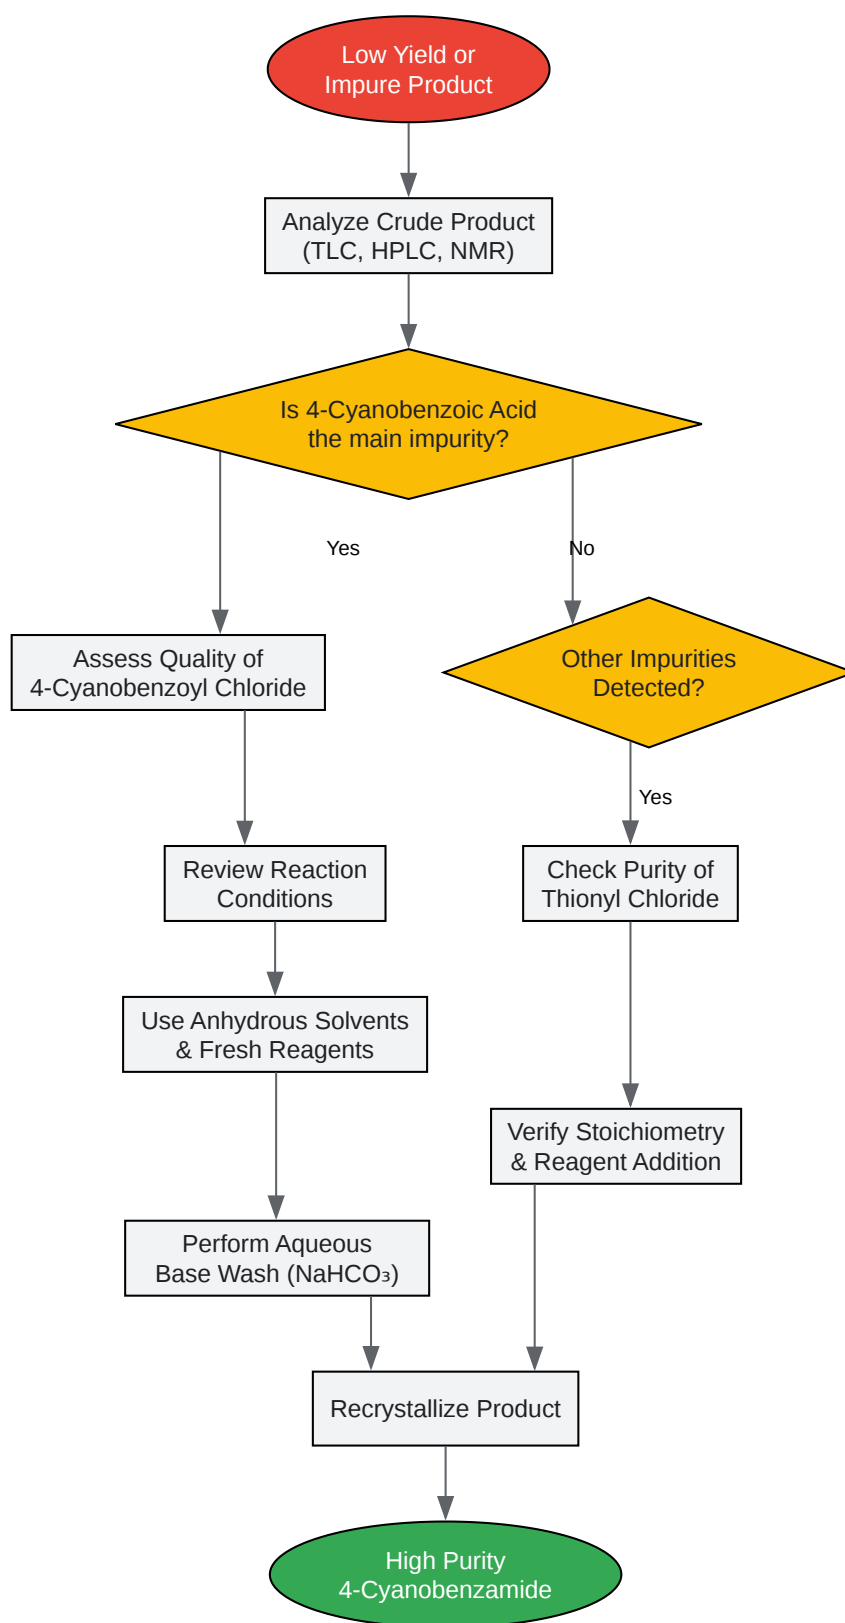 Low Yield or
Impure Product
Analyze Crude Product
(TLC, HPLC, NMR)
Is 4-Cyanobenzoic Acid
the main impurity?
Yes
No
Assess Quality of
4-Cyanobenzoyl Chloride
Other Impurities
Detected?
Yes
Review Reaction
Conditions
Check Purity of
Thionyl Chloride
Use Anhydrous Solvents
& Fresh Reagents
Verify Stoichiometry
& Reagent Addition
Perform Aqueous
Base Wash (NaHCO₃)
Recrystallize Product
High Purity
4-Cyanobenzamide